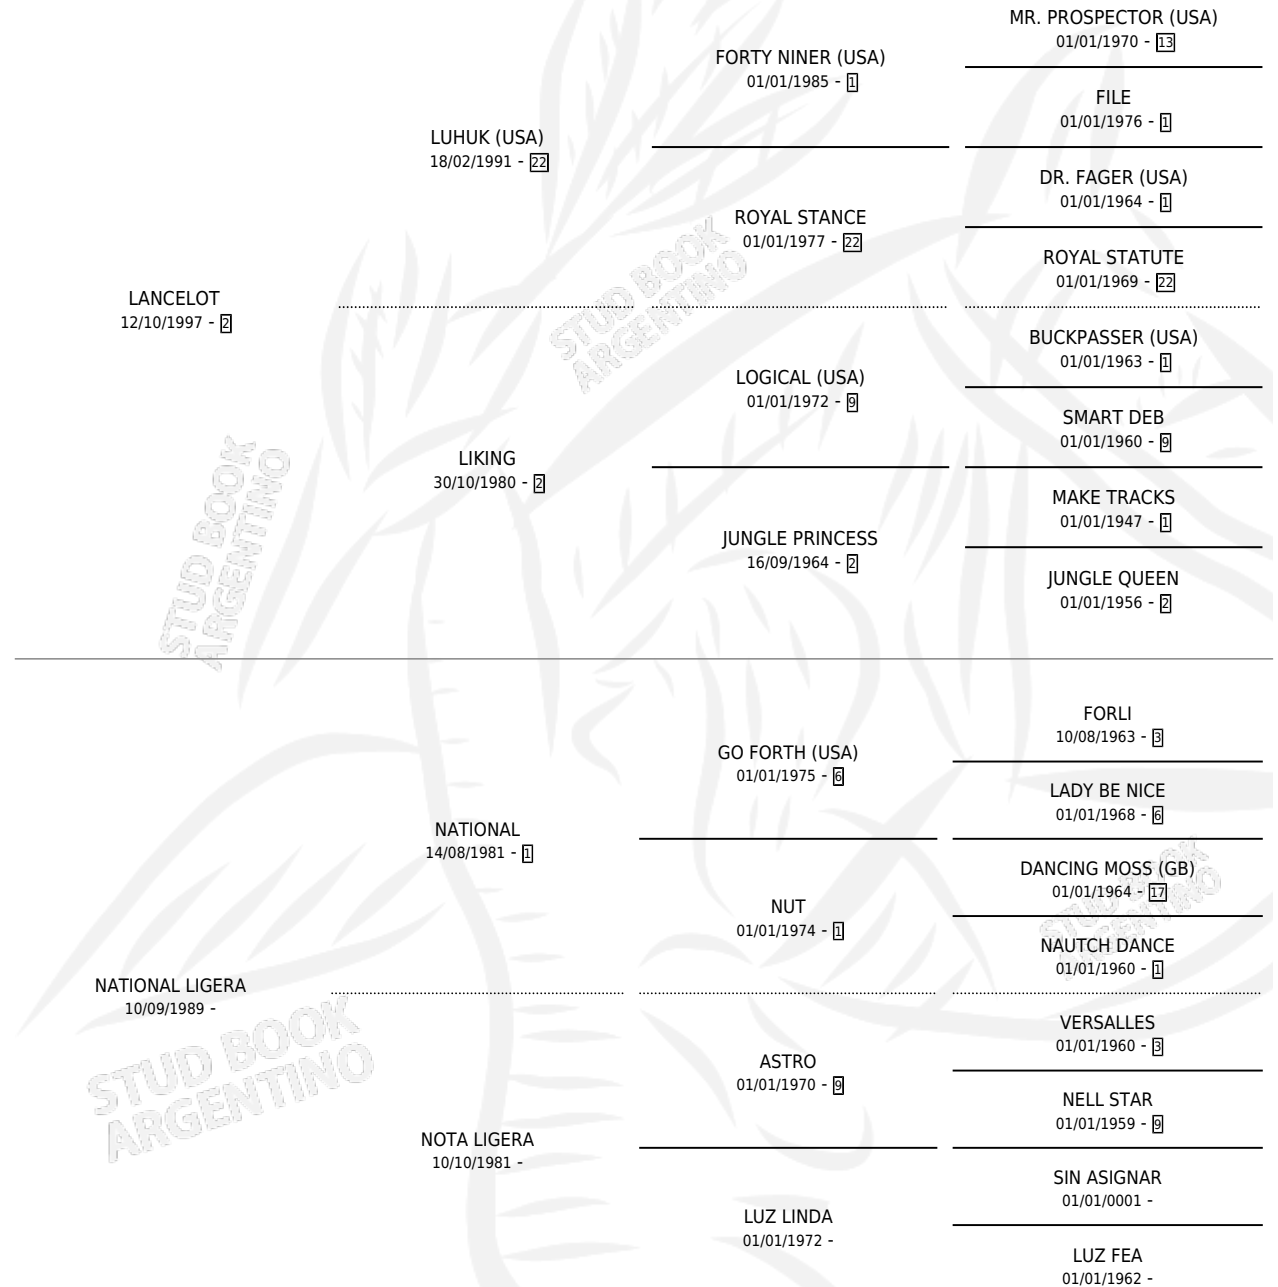 MR. PROSPECTOR (USA)
01/01/1970 - 13
FORTY NINER (USA)
01/01/1985 - 1
FILE
01/01/1976 - 1
LUHUK (USA)
18/02/1991 - 22
DR. FAGER (USA)
01/01/1964 - 1
ROYAL STANCE
01/01/1977 - 22
ROYAL STATUTE
01/01/1969 - 22
LANCELOT
12/10/1997 - 2
BUCKPASSER (USA)
01/01/1963 - 1
LOGICAL (USA)
01/01/1972 - 9
SMART DEB
01/01/1960 - 9
LIKING
30/10/1980 - 2
MAKE TRACKS
01/01/1947 - 1
JUNGLE PRINCESS
16/09/1964 - 2
JUNGLE QUEEN
01/01/1956 - 2
FORLI
10/08/1963 - 3
GO FORTH (USA)
01/01/1975 - 6
LADY BE NICE
01/01/1968 - 6
NATIONAL
14/08/1981 - 1
DANCING MOSS (GB)
01/01/1964 - 17
NUT
01/01/1974 - 1
NAUTCH DANCE
01/01/1960 - 1
NATIONAL LIGERA
10/09/1989 -
VERSALLES
01/01/1960 - 3
ASTRO
01/01/1970 - 9
NELL STAR
01/01/1959 - 9
NOTA LIGERA
10/10/1981 -
SIN ASIGNAR
01/01/0001 -
LUZ LINDA
01/01/1972 -
LUZ FEA
01/01/1962 -
STUD BOOK
ARGENTINO
STUD BOOK
ARGENTINO
STUD BOOK
ARGENTINO
STUD BOOK
ARGENTINO